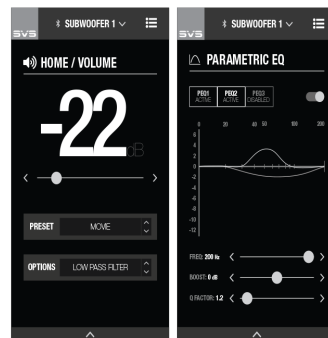 SVS
SUBWOOFER 1
HOME / VOLUME
-22
dB
PRESET MOVIE
OPTIONS LOW PASS FILTER
SVS
SUBWOOFER 1
PARAMETRIC EQ
PEQ1 PEQ2 PEQ3
ACTIVE ACTIVE DISABLED
0 20 40 50 100 200
6
4
2
0
-2
-4
-6
-8
-10
-12
FREQ: 200 Hz
BOOST: 0 dB
Q FACTOR: 1.2